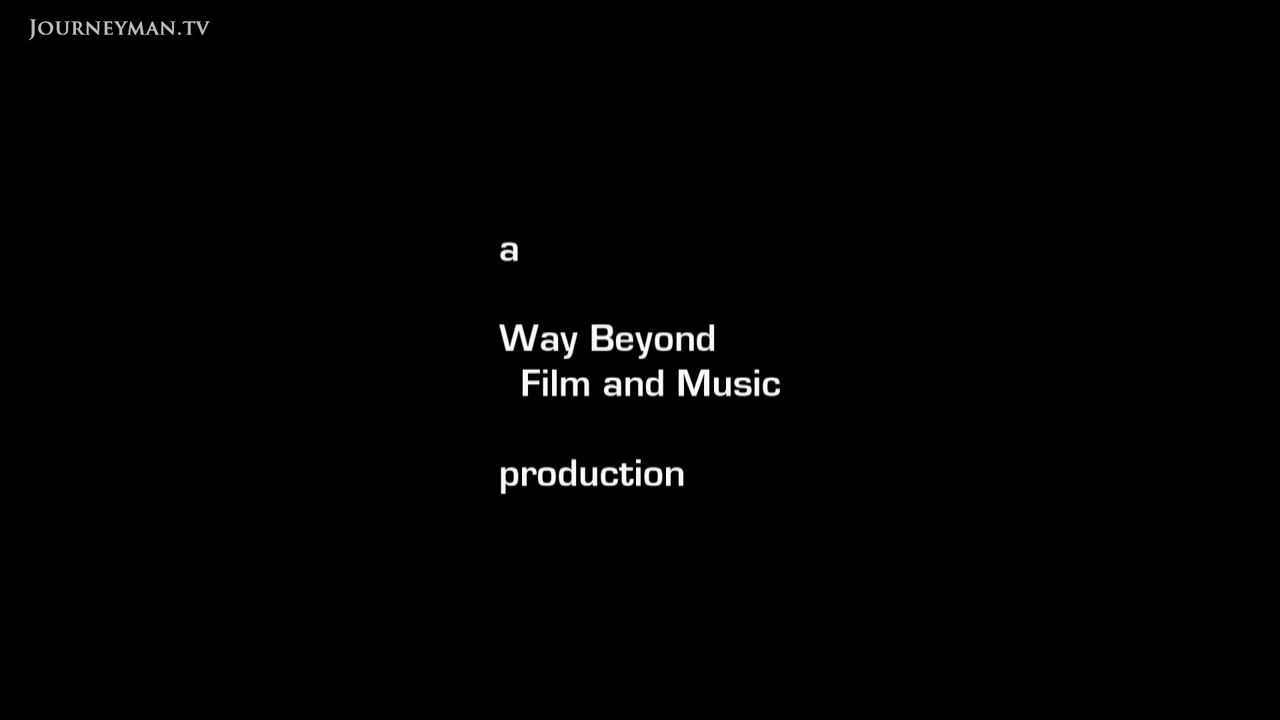 JOURNEYMAN.TV
a
Way Beyond
Film and Music
production